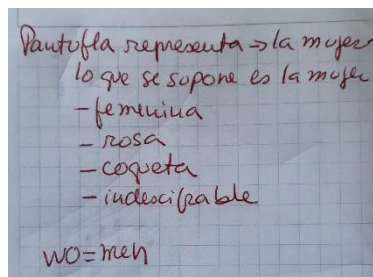 Pantufla representa → la mujer
lo que se supone es la mujer
- femenina
- rosa
- coqueta
- indescifrable
WO = men